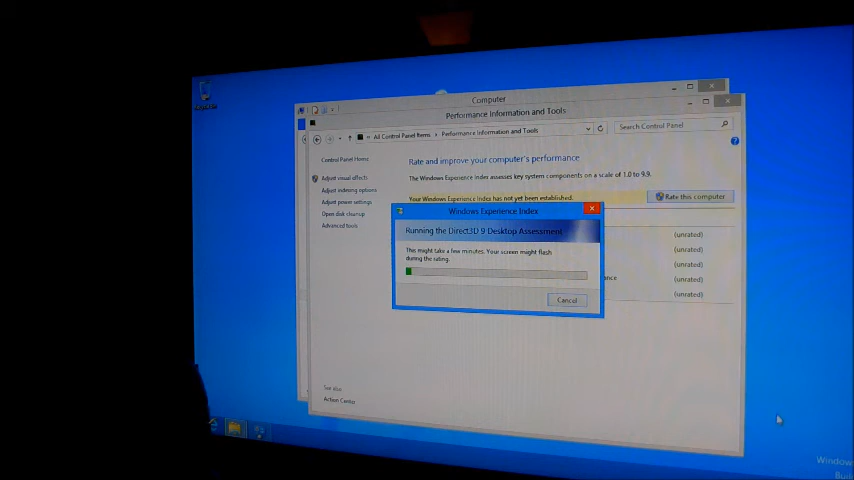 Computer
Performance Information and Tools
All Control Panel Items
Performance Information and Tools
Search Control Panel
Control Panel Home
Adjust visual effects
Adjust indexing options
Adjust power settings
Open disk cleanup
Advanced tools
Rate and improve your computer's performance
The Windows Experience Index assesses key system components on a scale of 1.0 to 9.9.
Your Windows Experience Index has not yet been established.
Rate this computer
(unrated)
(unrated)
(unrated)
(unrated)
Windows Experience Index
Running the Direct3D 9 Desktop Assessment
This might take a few minutes. Your screen might flash
during the rating.
Cancel
See also
Action Center
Windows